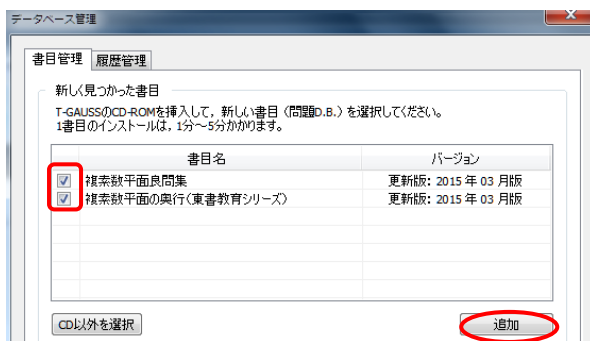 データベース管理
書目管理 履歴管理
新しく見つかった書目
T-GAUSSのCD-ROMを挿入して，新しい書目（問題D.B.）を選択してください。
1書目のインストールは，1分～5分かかります。
書目名 バージョン
複素数平面良問集 更新版: 2015 年 03 月版
複素数平面の奥行(東書教育シリーズ) 更新版: 2015 年 03 月版
CD以外を選択 追加